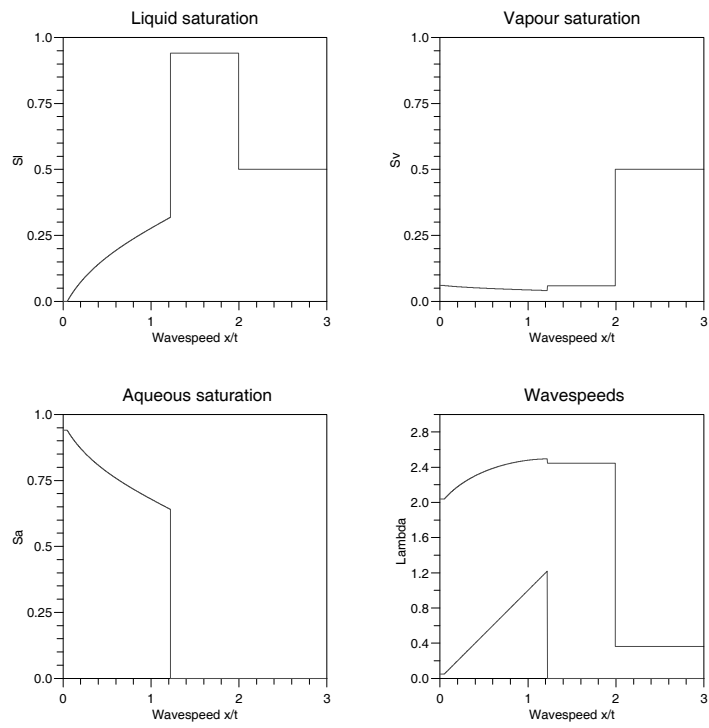 Liquid saturation
1.0
0.75
0.5
0.25
0.0
Sl
0 1 2 3
Wavespeed x/t
Vapour saturation
1.0
0.75
0.5
0.25
0.0
Sv
0 1 2 3
Wavespeed x/t
Aqueous saturation
1.0
0.75
0.5
0.25
0.0
Sa
0 1 2 3
Wavespeed x/t
Wavespeeds
2.8
2.4
2.0
1.6
1.2
0.8
0.4
0.0
Lambda
0 1 2 3
Wavespeed x/t